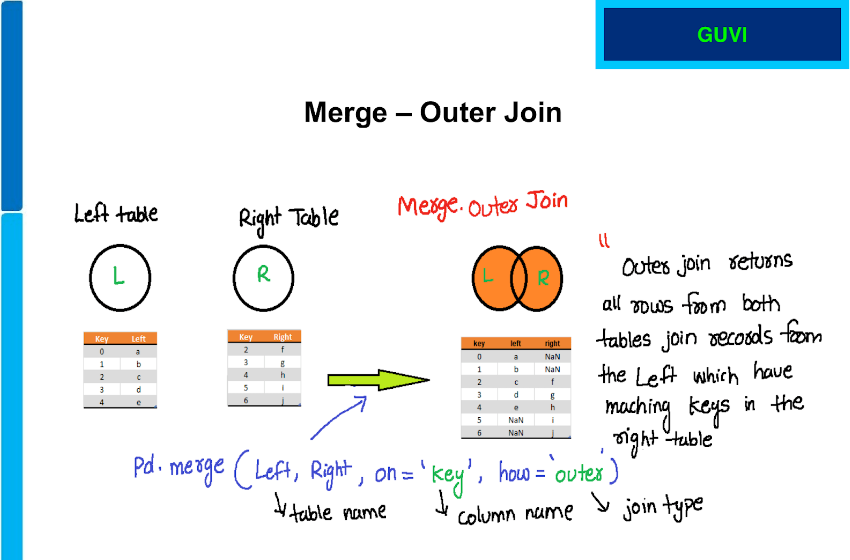 GUVI
Merge – Outer Join
Left table
Right Table
Merge. Outer Join
L
R
L R
"
Outer join returns
all rows from both
tables join records from
the Left which have
maching keys in the
right table
Key Left
0 a
1 b
2 c
3 d
4 e
Key Right
2 f
3 g
4 h
5 i
6 j
key left right
0 a NaN
1 b NaN
2 c f
3 d g
4 e h
5 NaN i
6 NaN j
Pd. merge (Left, Right, on = 'key', how = 'outer')
table name
column name
join type